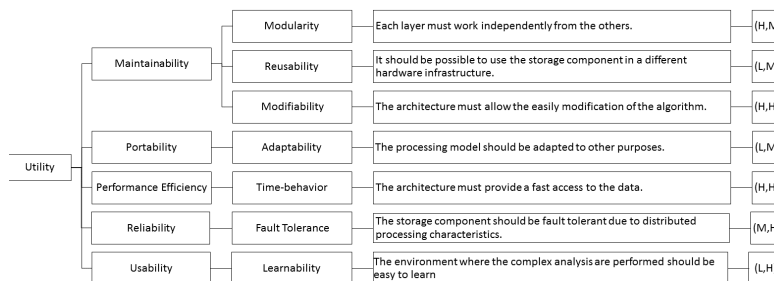 Utility
Maintainability
Modularity
Each layer must work independently from the others.
(H,M
Reusability
It should be possible to use the storage component in a different
hardware infrastructure.
(L,M
Modifiability
The architecture must allow the easily modification of the algorithm.
(H,H
Portability
Adaptability
The processing model should be adapted to other purposes.
(L,M
Performance Efficiency
Time-behavior
The architecture must provide a fast access to the data.
(H,H
Reliability
Fault Tolerance
The storage component should be fault tolerant due to distributed
processing characteristics.
(M,H
Usability
Learnability
The environment where the complex analysis are performed should be
easy to learn
(L,H